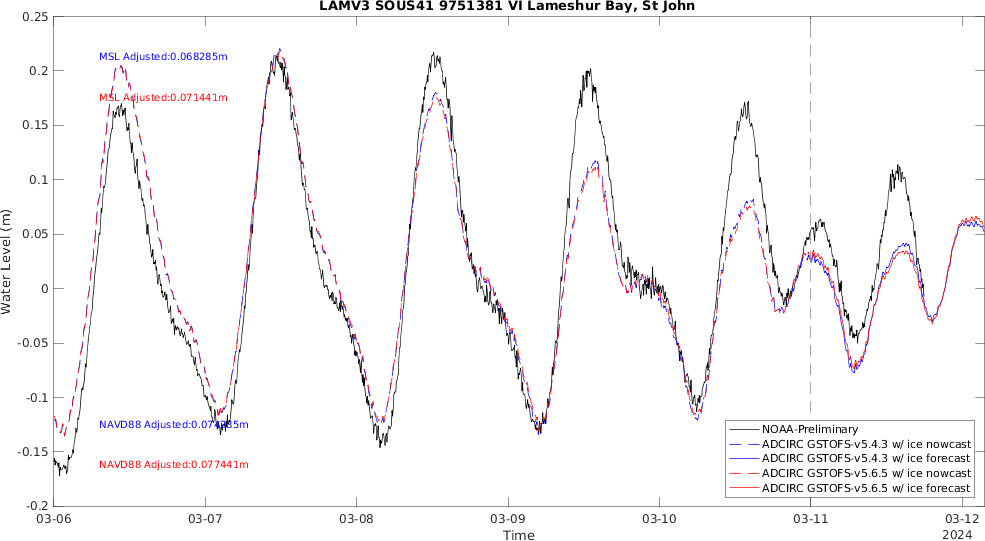 LAMV3 SOUS41 9751381 VI Lameshur Bay, St John
Water Level (m)
0.25
0.2
0.15
0.1
0.05
0
-0.05
-0.1
-0.15
-0.2
MSL Adjusted:0.068285m
MSL Adjusted:0.071441m
NAVD88 Adjusted:0.074285m
NAVD88 Adjusted:0.077441m
NOAA-Preliminary
ADCIRC GSTOFS-v5.4.3 w/ ice nowcast
ADCIRC GSTOFS-v5.4.3 w/ ice forecast
ADCIRC GSTOFS-v5.6.5 w/ ice nowcast
ADCIRC GSTOFS-v5.6.5 w/ ice forecast
03-06 03-07 03-08 03-09 03-10 03-11 03-12
Time
2024